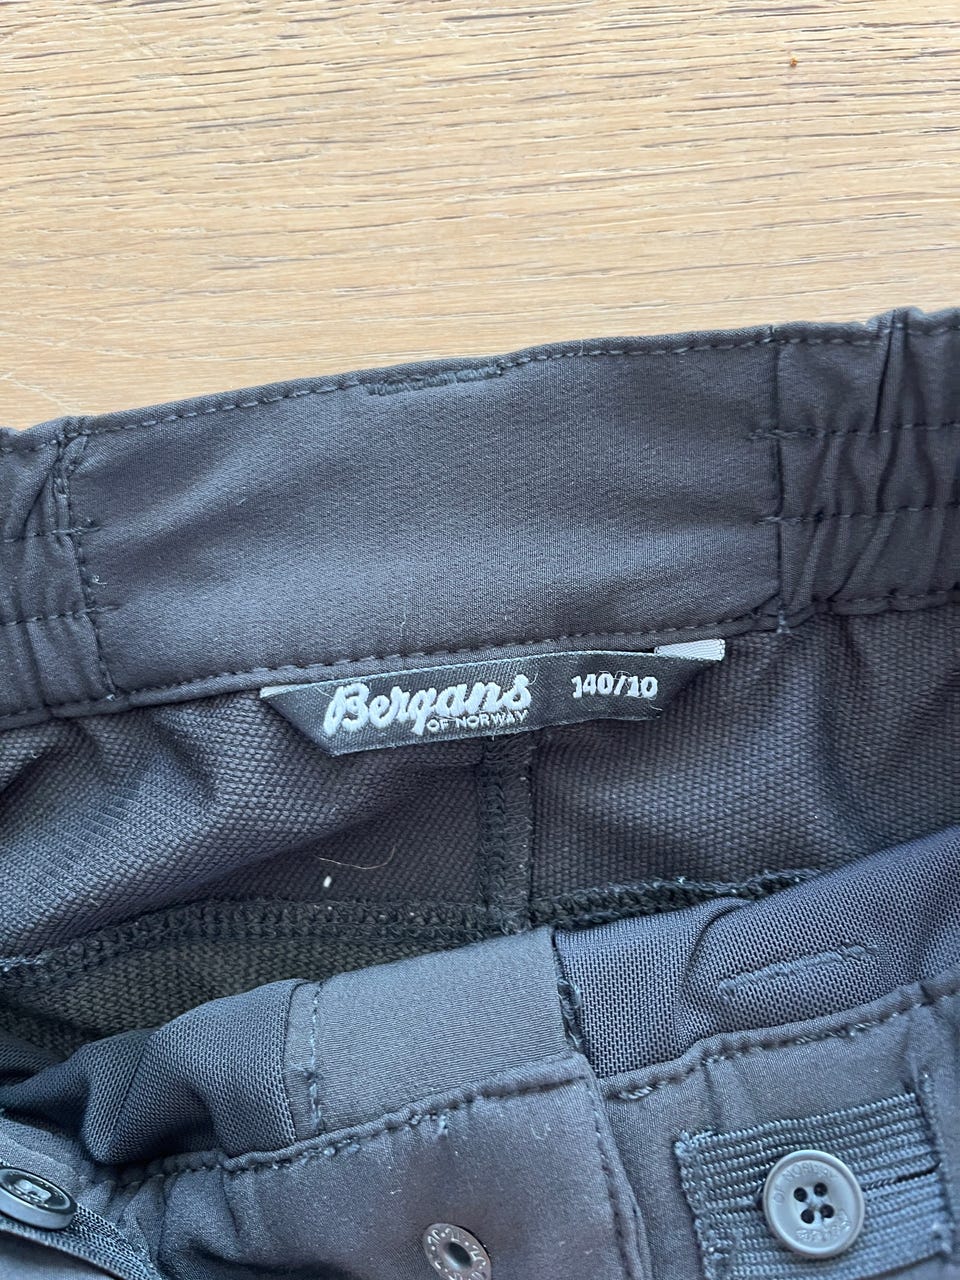 Bergans 140/10
OF NORWAY